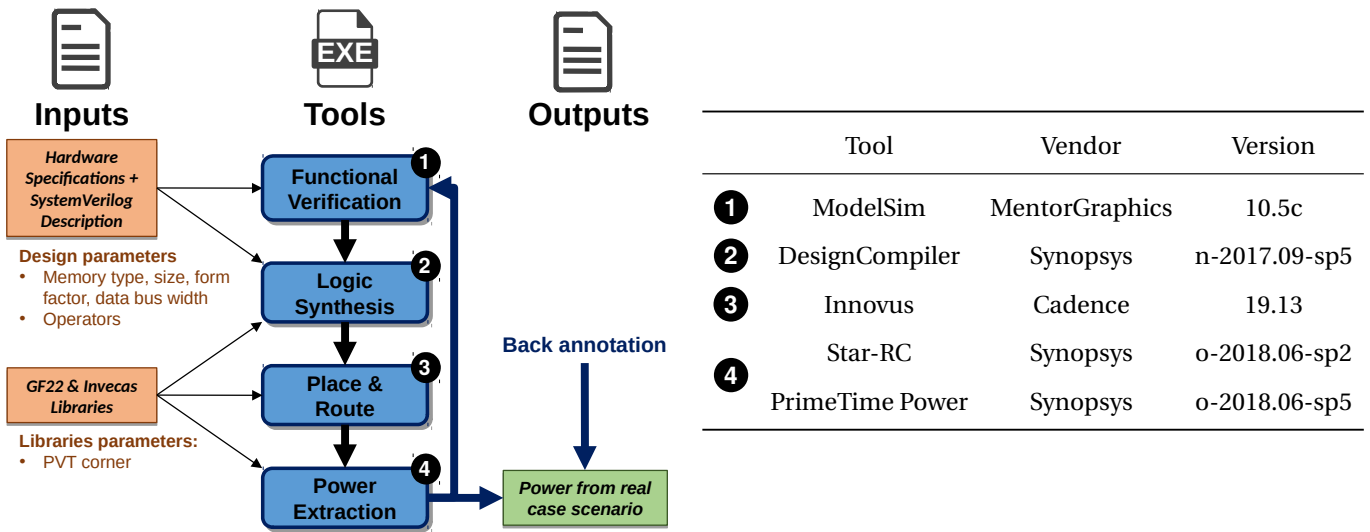 EXE
Inputs
Tools
Outputs
Hardware
Specifications +
SystemVerilog
Description
Design parameters
• Memory type, size, form
factor, data bus width
• Operators
GF22 & Invecas
Libraries
Libraries parameters:
• PVT corner
1
Functional
Verification
2
Logic
Synthesis
3
Place &
Route
4
Power
Extraction
Back annotation
Power from real
case scenario
Tool Vendor Version
1 ModelSim MentorGraphics 10.5c
2 DesignCompiler Synopsys n-2017.09-sp5
3 Innovus Cadence 19.13
4 Star-RC Synopsys o-2018.06-sp2
PrimeTime Power Synopsys o-2018.06-sp5